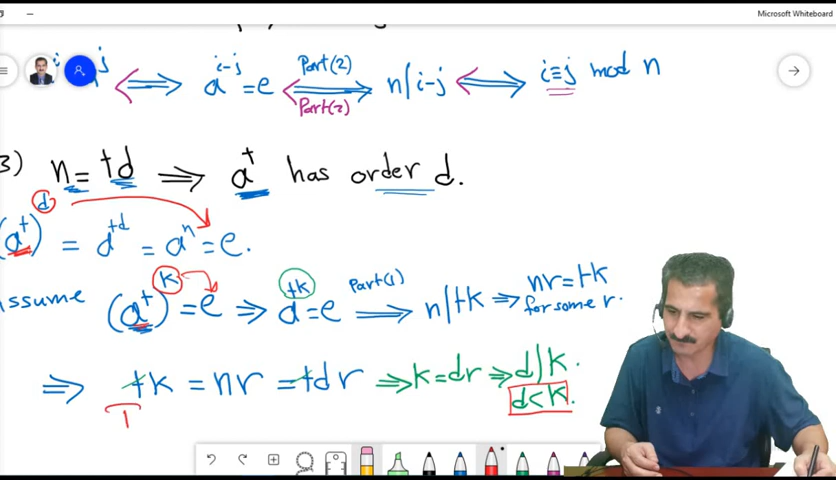 Microsoft Whiteboard
j ⟺ a^{i-j} = e ⟺ n | i-j ⟺ i ≡ j mod n
Part(2)
Part(2)
3) n = td ⟹ a^t has order d.
(a^t)^d = a^{td} = a^n = e.
Assume (a^t)^k = e ⟹ a^{tk} = e ⟹ n | tk ⟹ nr = tk
Part(1)
for some r.
⟹ tk = nr = tdr ⟹ k = dr ⟹ d | k.
d < k.